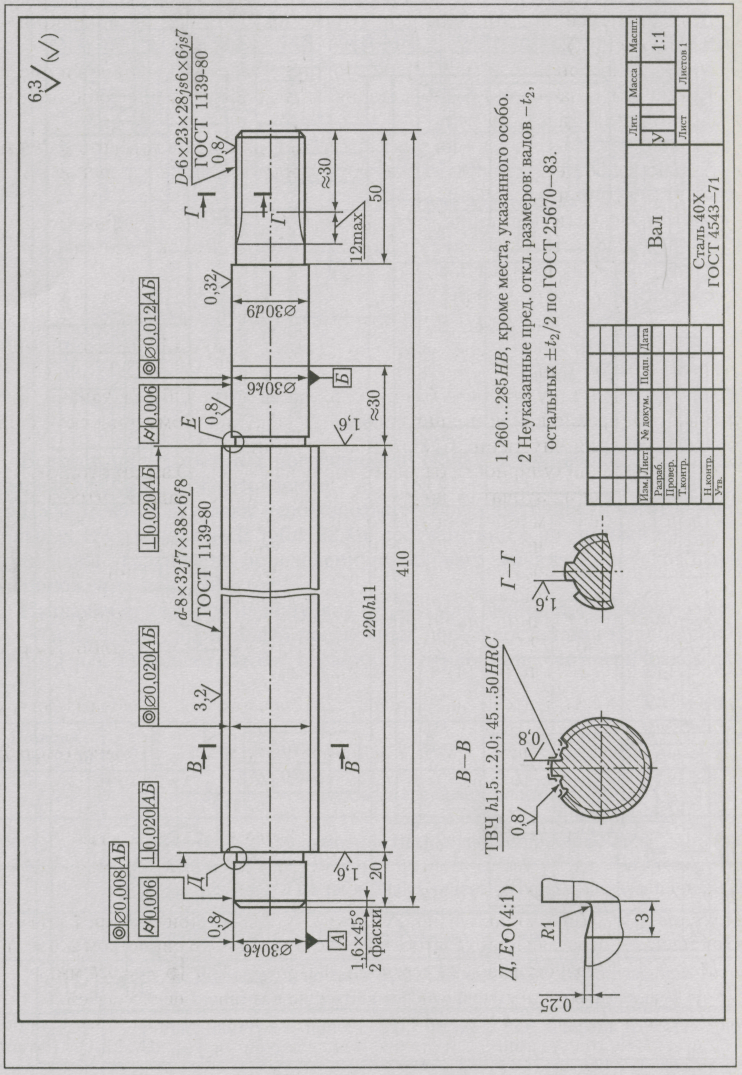 6,3 (√)
D-6×23×28js6×6js7
ГОСТ 1139-80
0,8
Г
Г
≈30
12max
50
⌀0,012 АБ
0,006
0,32
⌀30d9
⌀30k6
0,8
Е
Б
≈30
1,6
⊥ 0,020 АБ
d-8×32f7×38×6f8
ГОСТ 1139-80
220h11
410
⌀0,020 АБ
3,2
В
В
⊥ 0,020 АБ
⌀0,008 АБ
0,006
Д
0,8
⌀30k6
А
1,6
20
1,6×45°
2 фаски
Д, Е (4:1)
R1
0,25
3
В—В
ТВЧ h1,5...2,0; 45...50HRC
0,8
0,8
Г—Г
1,6
1 260...285HB, кроме места, указанного особо.
2 Неуказанные пред. откл. размеров: валов −t₂,
остальных ±t₂/2 по ГОСТ 25670—83.
Изм. Лист № докум. Подп. Дата
Разраб.
Провер.
Т.контр.
Н.контр.
Утв.
Вал
Сталь 40Х
ГОСТ 4543—71
Лит. Масса Масшт.
У 1:1
Лист Листов 1